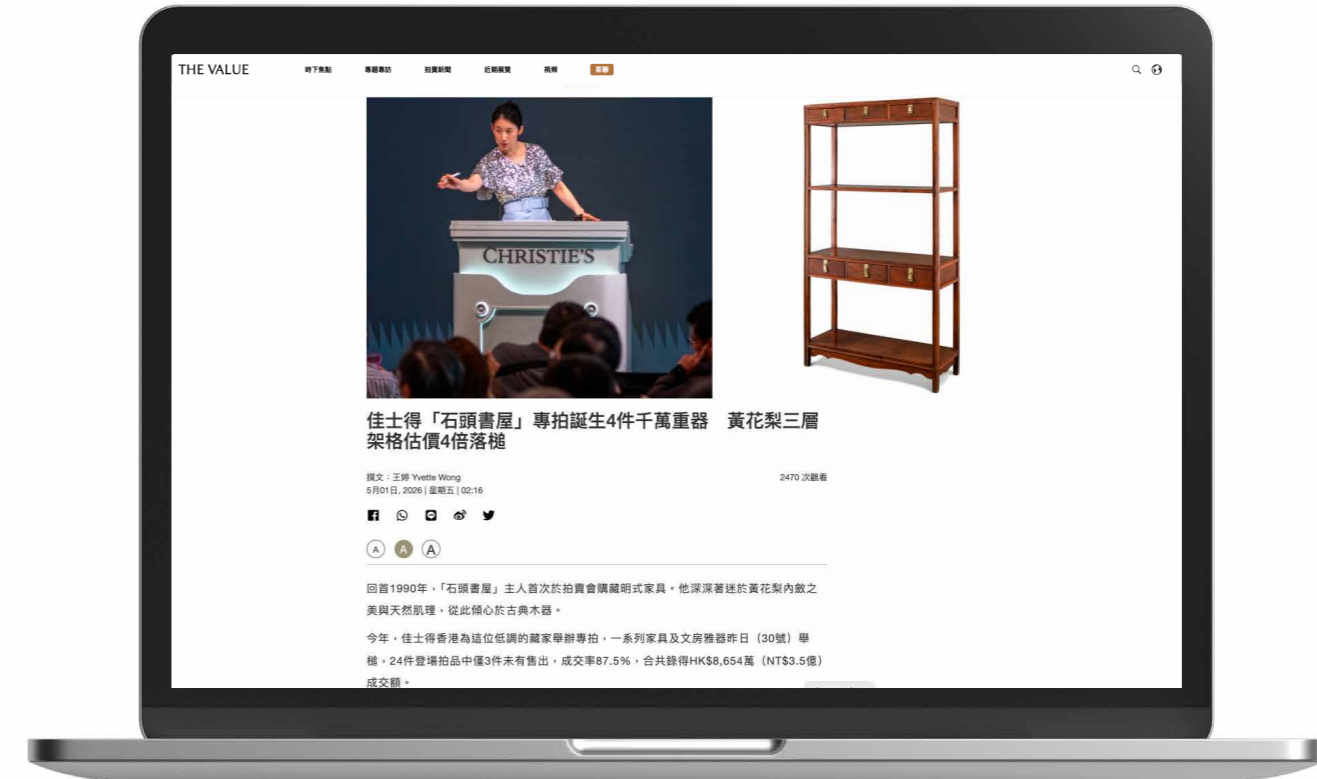 THE VALUE
時下焦點 專題專訪 拍賣新聞 近期展覽 視頻 茶聊
CHRISTIE'S
佳士得「石頭書屋」專拍誕生4件千萬重器　黃花梨三層
架格估價4倍落槌
撰文：王婷 Yvette Wong
2470 次觀看
5月01日, 2026 | 星期五 | 02:16
A A A
回首1990年，「石頭書屋」主人首次於拍賣會購藏明式家具。他深深著迷於黃花梨內斂之
美與天然肌理，從此傾心於古典木器。
今年，佳士得香港為這位低調的藏家舉辦專拍，一系列家具及文房雅器昨日（30號）舉
槌，24件登場拍品中僅3件未有售出，成交率87.5%，合共錄得HK$8,654萬（NT$3.5億）
成交額。